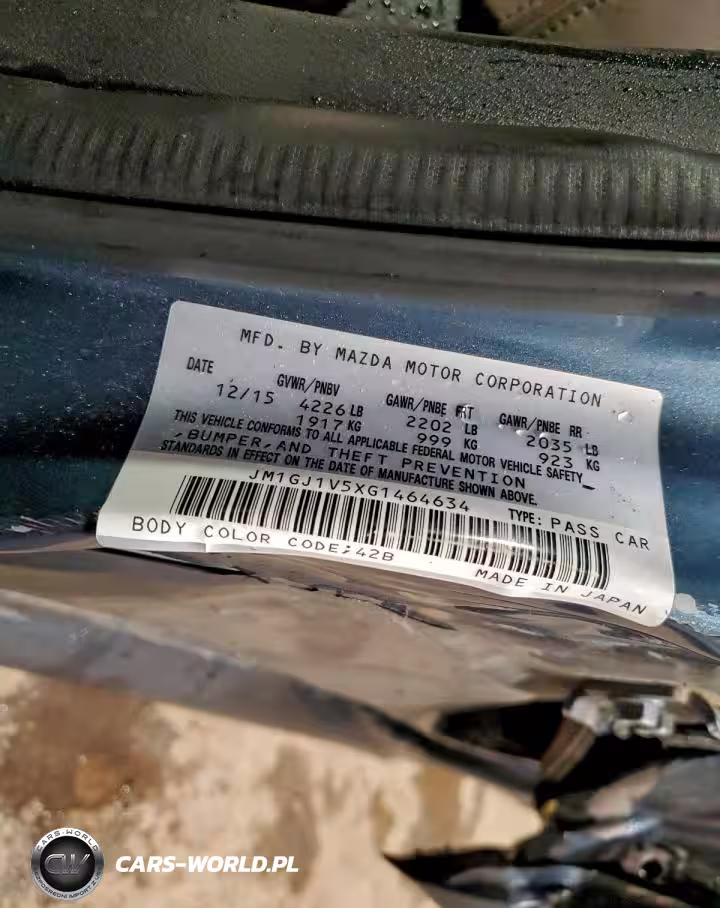 MFD. BY MAZDA MOTOR CORPORATION
DATE GVWR/PNBV GAWR/PNBE FRT GAWR/PNBE RR
12/15 4226 LB 2202 LB 2035 LB
1917 KG 999 KG 923 KG
THIS VEHICLE CONFORMS TO ALL APPLICABLE FEDERAL MOTOR VEHICLE SAFETY
,BUMPER,AND THEFT PREVENTION
STANDARDS IN EFFECT ON THE DATE OF MANUFACTURE SHOWN ABOVE.
JM1GJ1V5XG1464634 TYPE: PASS CAR
BODY COLOR CODE;42B MADE IN JAPAN
CARS-WORLD
CW
CARS-WORLD.PL